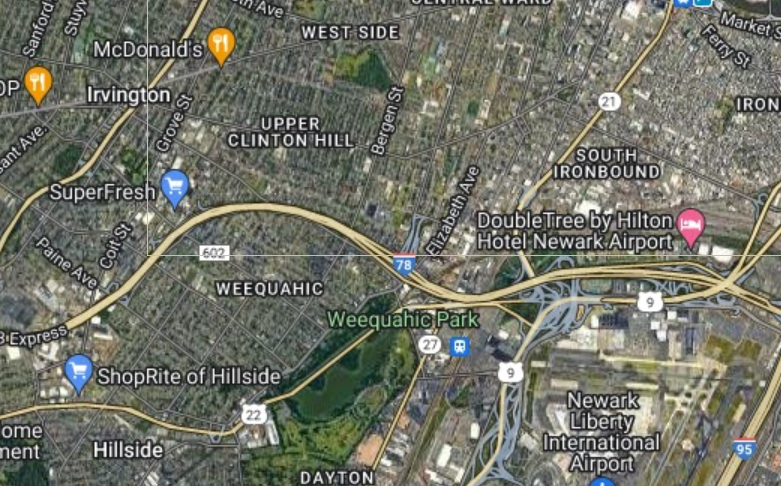 CENTRAL WARD
Sanford
WEST SIDE
McDonald's
Market S
Ferry St
Irvington
Grove St
21
IRON
Bergen St
UPPER
CLINTON HILL
SOUTH
IRONBOUND
SuperFresh
Elizabeth Ave
DoubleTree by Hilton
Hotel Newark Airport
Coit St
Paine Ave
602
78
WEEQUAHIC
9
Weequahic Park
Express
27
ShopRite of Hillside
9
22
Newark
Liberty
International
Airport
ome
ment
Hillside
95
DAYTON